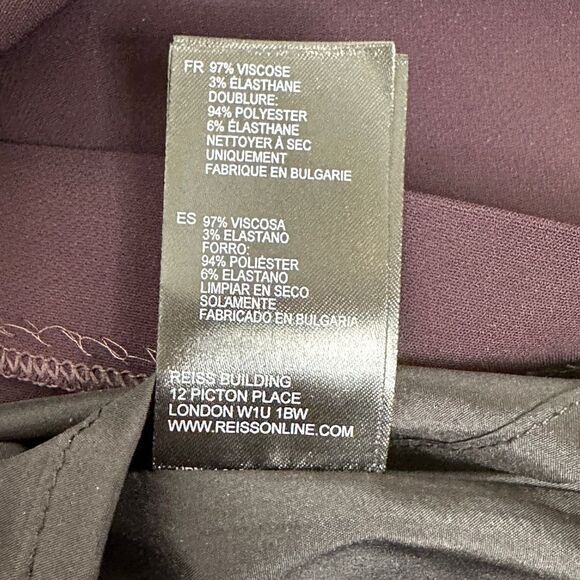 FR 97% VISCOSE
3% ÉLASTHANE
DOUBLURE:
94% POLYESTER
6% ÉLASTHANE
NETTOYER À SEC
UNIQUEMENT
FABRIQUE EN BULGARIE
ES 97% VISCOSA
3% ELASTANO
FORRO:
94% POLIÉSTER
6% ELASTANO
LIMPIAR EN SECO
SOLAMENTE
FABRICADO EN BULGARIA
REISS BUILDING
12 PICTON PLACE
LONDON W1U 1BW
WWW.REISSONLINE.COM